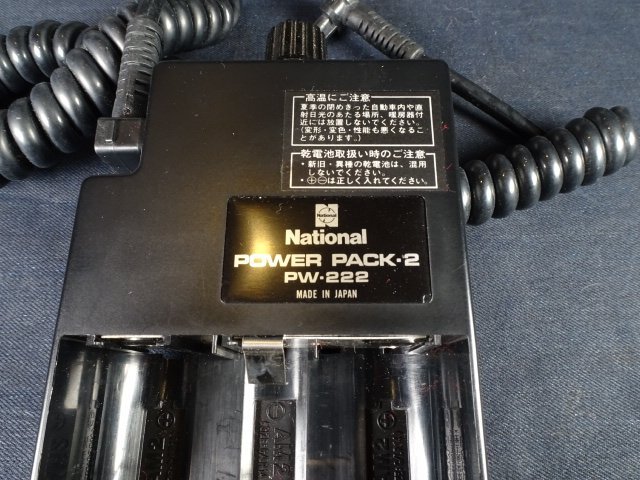 高温にご注意
夏季の閉めきった自動車内や直
射日光のあたる場所、暖房器付
近には放置しないでください。
(変形・変色・性能も悪くなるこ
とがあります。)
乾電池取扱い時のご注意
・新旧・異種の乾電池は、混用
しないでください。
・⊕⊖は正しく入れてください。
National
National
POWER PACK·2
PW-222
MADE IN JAPAN
AM2
AM2